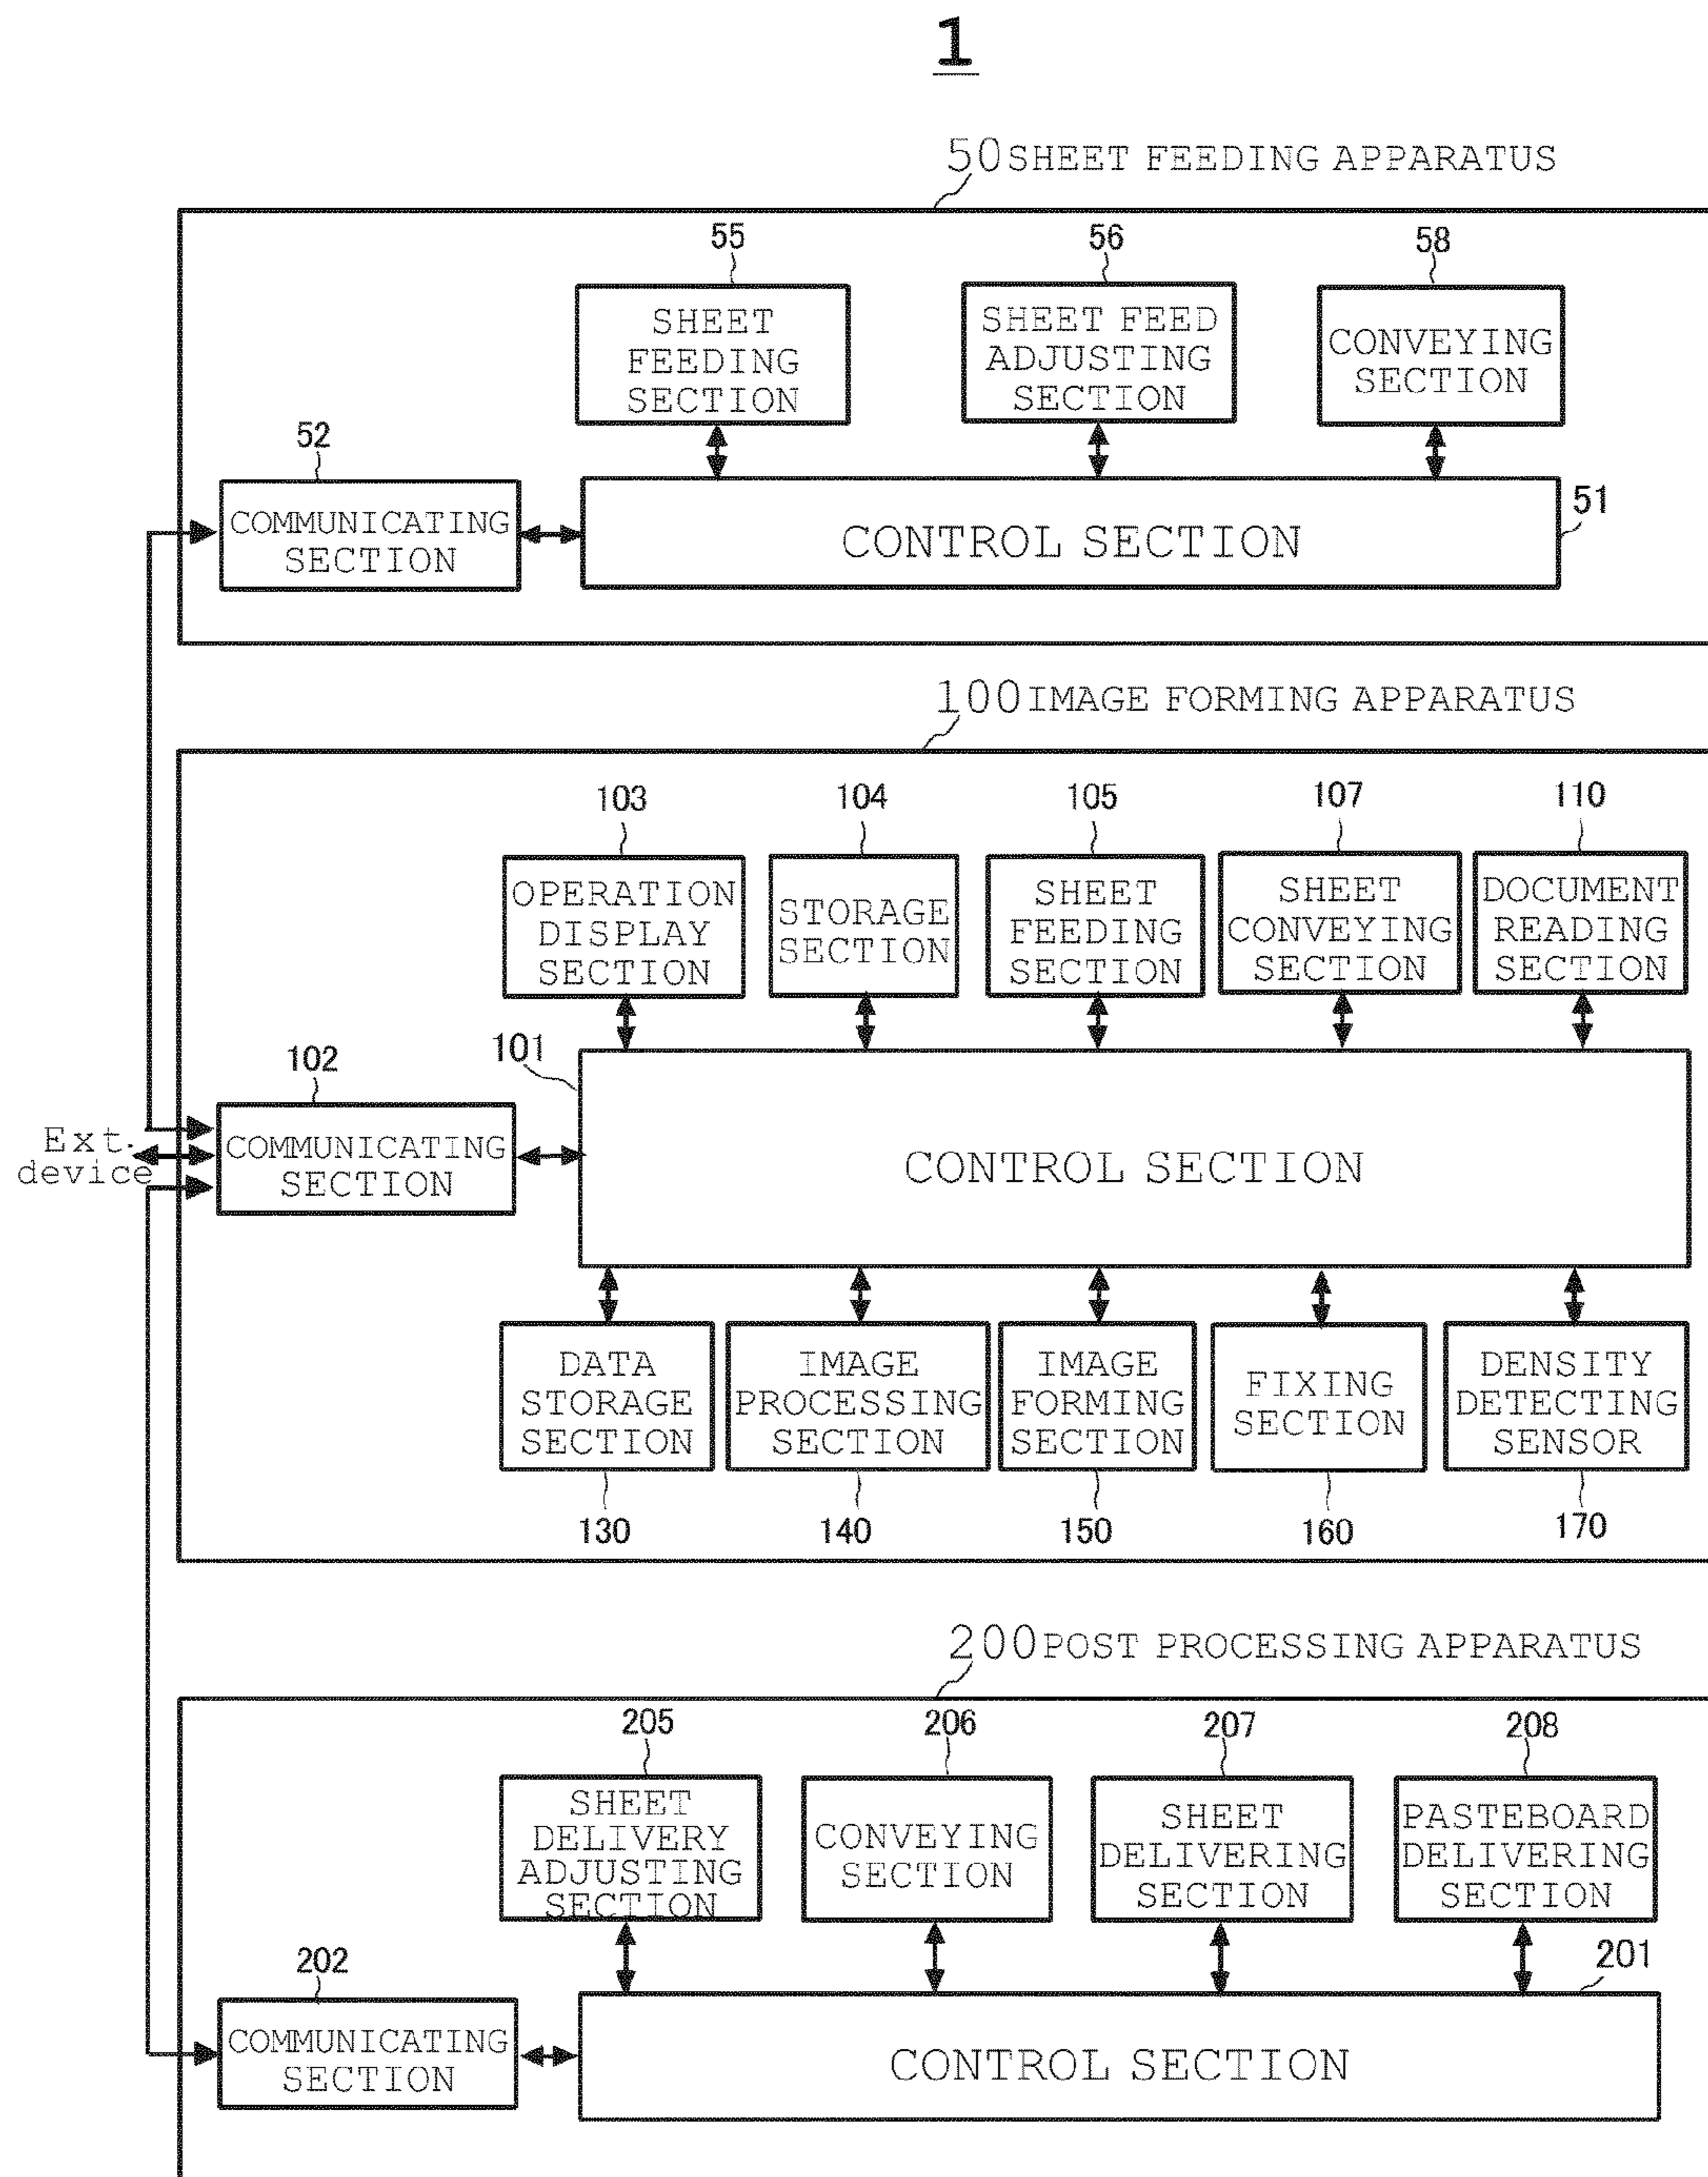 1
50 SHEET FEEDING APPARATUS
55
56
58
SHEET
FEEDING
SECTION
SHEET FEED
ADJUSTING
SECTION
CONVEYING
SECTION
52
51
COMMUNICATING
SECTION
CONTROL SECTION
100 IMAGE FORMING APPARATUS
103
104
105
107
110
OPERATION
DISPLAY
SECTION
STORAGE
SECTION
SHEET
FEEDING
SECTION
SHEET
CONVEYING
SECTION
DOCUMENT
READING
SECTION
102
101
Ext.
device
COMMUNICATING
SECTION
CONTROL SECTION
DATA
STORAGE
SECTION
IMAGE
PROCESSING
SECTION
IMAGE
FORMING
SECTION
FIXING
SECTION
DENSITY
DETECTING
SENSOR
130
140
150
160
170
200 POST PROCESSING APPARATUS
205
206
207
208
SHEET
DELIVERY
ADJUSTING
SECTION
CONVEYING
SECTION
SHEET
DELIVERING
SECTION
PASTEBOARD
DELIVERING
SECTION
202
201
COMMUNICATING
SECTION
CONTROL SECTION